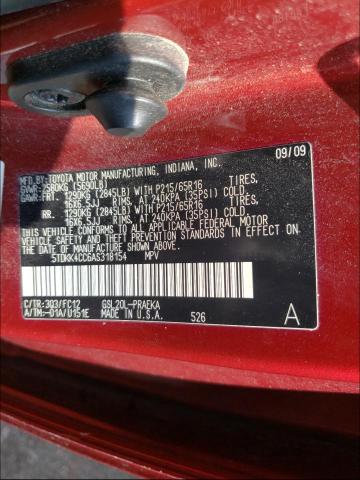 MFD.BY:TOYOTA MOTOR MANUFACTURING, INDIANA, INC. 09/09
GVWR: 2580KG (5690LB)
GAWR:FRT. 1290KG (2845LB) WITH P215/65R16 TIRES,
16X6.5JJ RIMS, AT 240KPA (35PSI) COLD.
RR. 1290KG (2845LB) WITH P215/65R16 TIRES,
16X6.5JJ RIMS, AT 240KPA (35PSI) COLD.
THIS VEHICLE CONFORMS TO ALL APPLICABLE FEDERAL
MOTOR VEHICLE SAFETY, BUMPER, AND THEFT
PREVENTION STANDARDS IN EFFECT ON THE DATE OF
MANUFACTURE SHOWN ABOVE.
5TDKK4CC6AS318154 MPV
C/TR:3Q3/FC12 GSL20L-PRAEKA
A/TM:-01A/U151E MADE IN U.S.A. 526 A